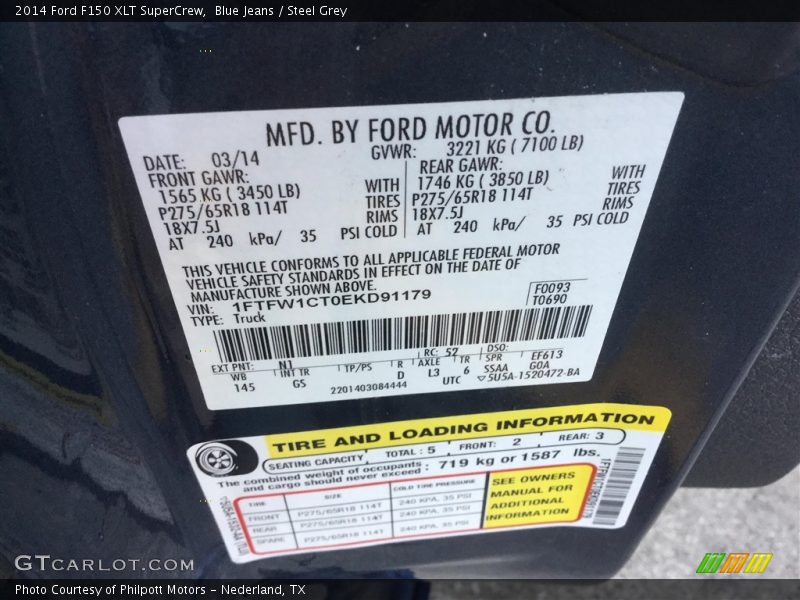 2014 Ford F150 XLT SuperCrew, Blue Jeans / Steel Grey
MFD. BY FORD MOTOR CO.
DATE: 03/14 GVWR: 3221 KG ( 7100 LB)
FRONT GAWR: REAR GAWR:
1565 KG ( 3450 LB) WITH 1746 KG ( 3850 LB) WITH
P275/65R18 114T TIRES P275/65R18 114T TIRES
18X7.5J RIMS 18X7.5J RIMS
AT 240 kPa/ 35 PSI COLD AT 240 kPa/ 35 PSI COLD
THIS VEHICLE CONFORMS TO ALL APPLICABLE FEDERAL MOTOR
VEHICLE SAFETY STANDARDS IN EFFECT ON THE DATE OF
MANUFACTURE SHOWN ABOVE.
VIN: 1FTFW1CT0EKD91179 F0093
TYPE: Truck T0690
EXT PNT: N1 RC: 52 DSO:
WB INT TR TP/PS R AXLE TR SPR EF613
145 GS D L3 6 SSAA G0A
2201403084444 UTC 5U5A-1520472-BA
TIRE AND LOADING INFORMATION
SEATING CAPACITY TOTAL : 5 FRONT: 2 REAR: 3
The combined weight of occupants
and cargo should never exceed : 719 kg or 1587 lbs.
TIRE SIZE COLD TIRE PRESSURE
FRONT P275/65R18 114T 240 KPA, 35 PSI
REAR P275/65R18 114T 240 KPA, 35 PSI
SPARE P275/65R18 114T 240 KPA, 35 PSI
SEE OWNERS
MANUAL FOR
ADDITIONAL
INFORMATION
1FTFW1CT0EKD91179
GTCARLOT.COM
Photo Courtesy of Philpott Motors - Nederland, TX